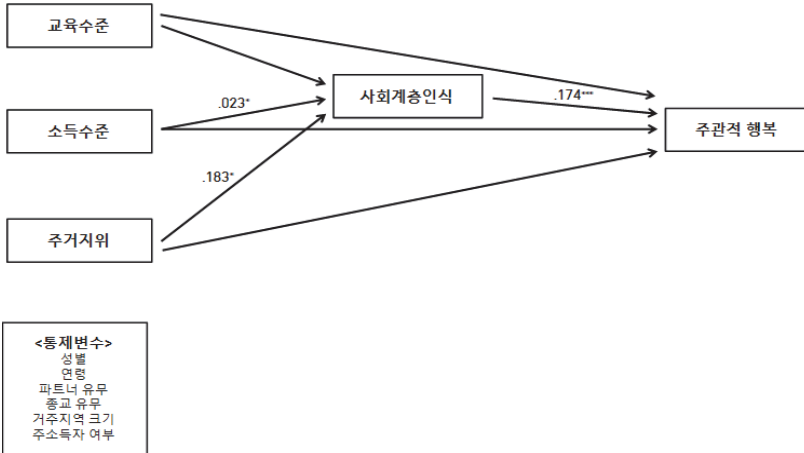 교육수준
사회계층인식
.023*
.174***
소득수준
주관적 행복
.183*
주거지위
<통제변수>
성별
연령
파트너 유무
종교 유무
거주지역 크기
주소득자 여부